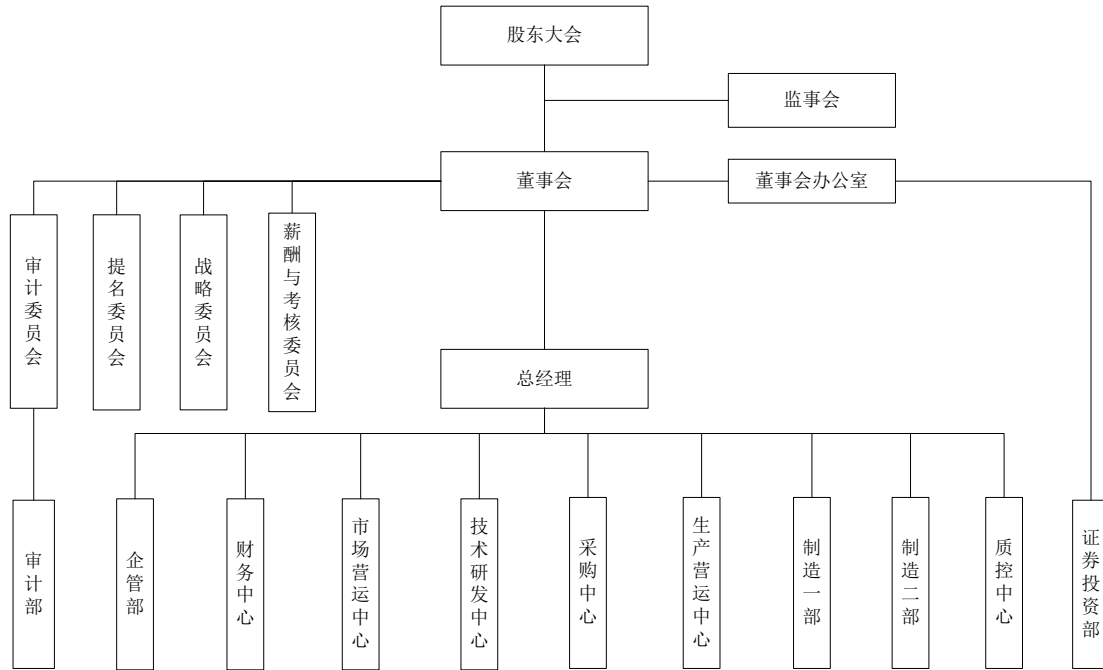 股东大会
监事会
董事会
董事会办公室
审计委员会
提名委员会
战略委员会
薪酬与考核委员会
总经理
审计部
企管部
财务中心
市场营运中心
技术研发中心
采购中心
生产营运中心
制造一部
制造二部
质控中心
证券投资部